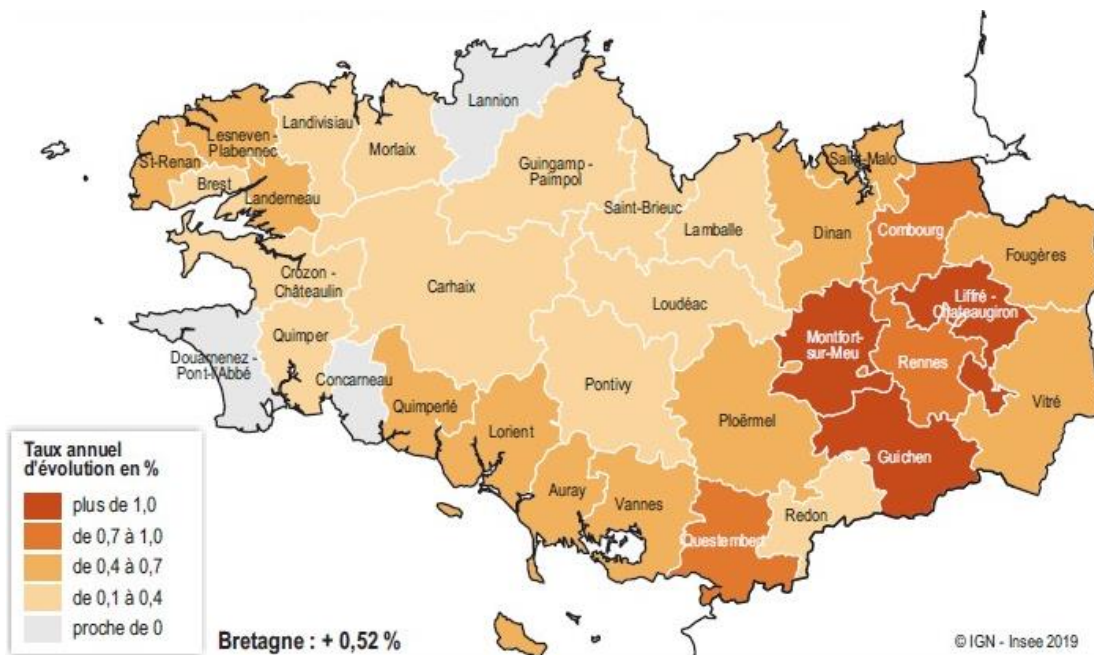 Lannion
Landivisiau
Lesneven -
Plabennec
Morlaix
St-Renan
Brest
Landerneau
Guingamp -
Paimpol
Saint-Brieuc
Lamballe
Saint-Malo
Dinan
Combourg
Fougères
Crozon -
Châteaulin
Carhaix
Loudéac
Liffré -
Chateaugiron
Montfort-
sur-Meu
Rennes
Quimper
Douarnenez -
Pont-l'Abbé
Concarneau
Quimperlé
Pontivy
Ploërmel
Vitré
Lorient
Guichen
Auray
Vannes
Redon
Questembert
Taux annuel
d'évolution en %
plus de 1,0
de 0,7 à 1,0
de 0,4 à 0,7
de 0,1 à 0,4
proche de 0
Bretagne : + 0,52 %
© IGN - Insee 2019